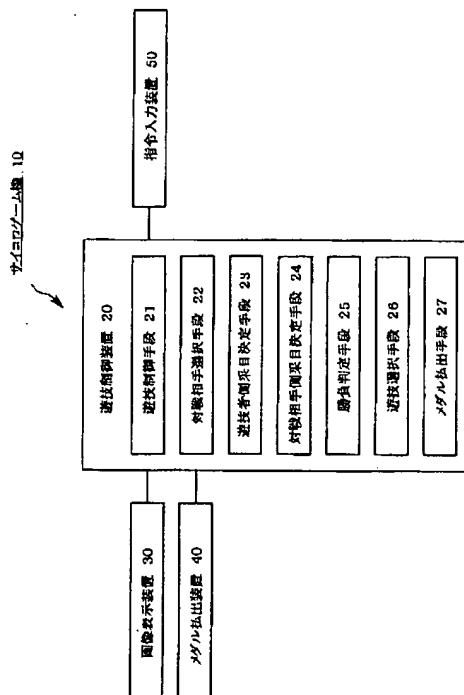 サイコロゲーム機 10
遊技制御装置 20
遊技制御手段 21
対戦相手選択手段 22
遊技者側采目決定手段 23
対戦相手側采目決定手段 24
勝負判定手段 25
遊技選択手段 26
メダル払出手段 27
画像表示装置 30
メダル払出装置 40
指令入力装置 50